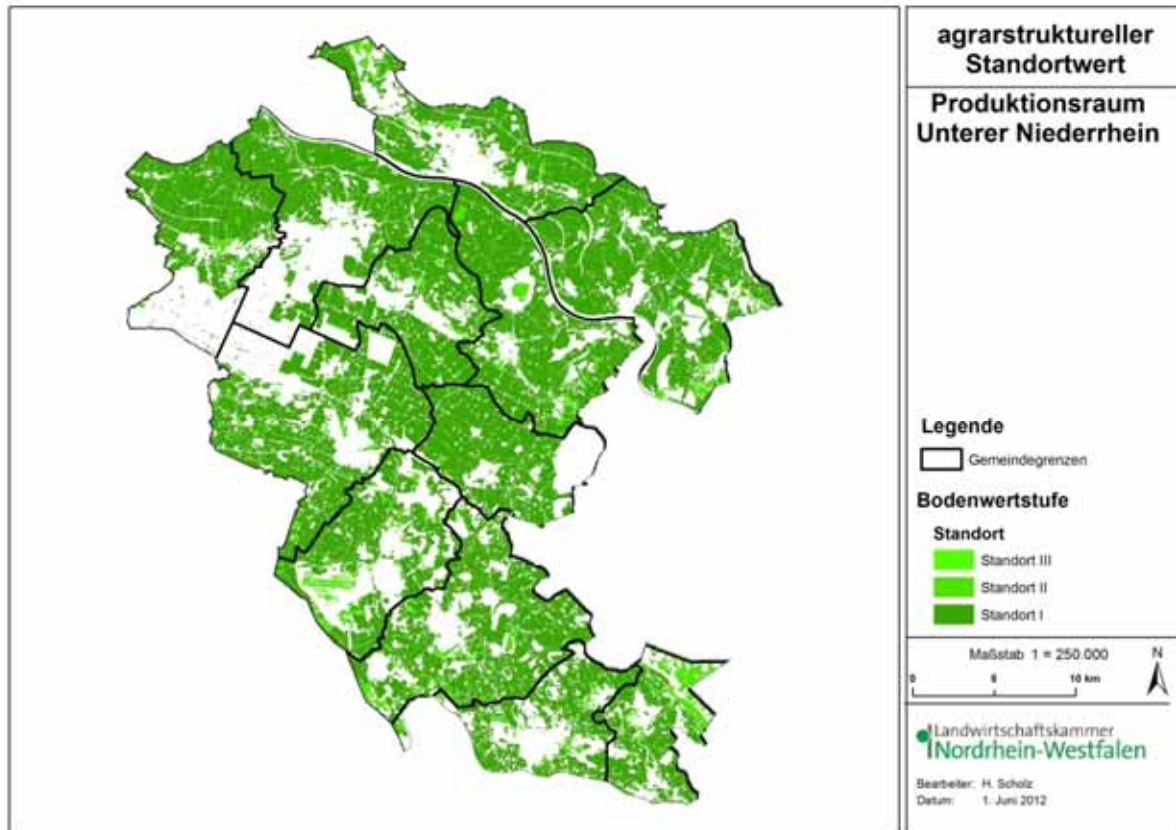 agrarstruktureller
Standortwert
Produktionsraum
Unterer Niederrhein
Legende
Gemeindegrenzen
Bodenwertstufe
Standort
Standort III
Standort II
Standort I
Maßstab 1 = 250.000
N
0 5 10 km
Landwirtschaftskammer
Nordrhein-Westfalen
Bearbeiter: H. Scholz
Datum: 1. Juni 2012